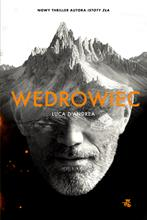 NOWY THRILLER AUTORA ISTOTY ZŁA
WĘDROWIEC
LUCA D'ANDREA